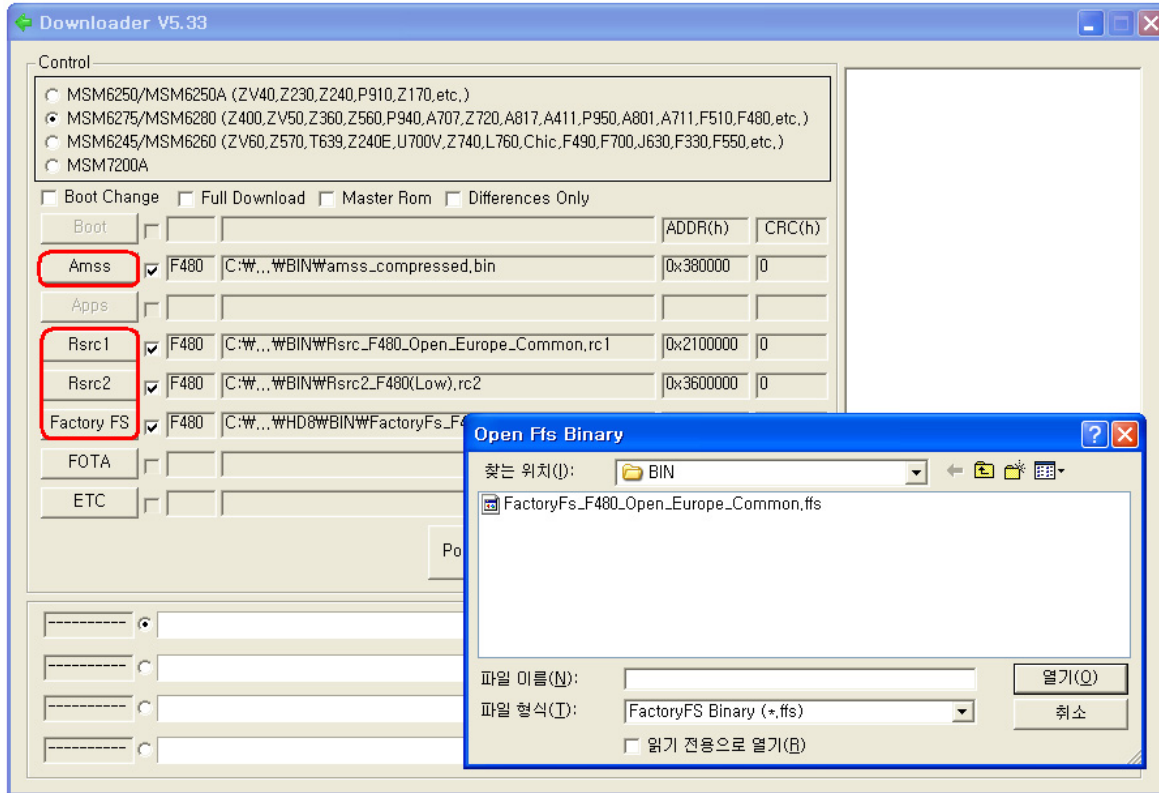 Downloader V5.33
Control
MSM6250/MSM6250A (ZV40,Z230,Z240,P910,Z170,etc,)
MSM6275/MSM6280 (Z400,ZV50,Z360,Z560,P940,A707,Z720,A817,A411,P950,A801,A711,F510,F480,etc,)
MSM6245/MSM6260 (ZV60,Z570,T639,Z240E,U700V,Z740,L760,Chic,F490,F700,J630,F330,F550,etc,)
MSM7200A
Boot Change Full Download Master Rom Differences Only
Boot ADDR(h) CRC(h)
Amss F480 C:₩,,,₩BIN₩amss_compressed,bin 0x380000 0
Apps
Rsrc1 F480 C:₩,,,₩BIN₩Rsrc_F480_Open_Europe_Common,rc1 0x2100000 0
Rsrc2 F480 C:₩,,,₩BIN₩Rsrc2_F480(Low),rc2 0x3600000 0
Factory FS F480 C:₩,,,₩HD8₩BIN₩FactoryFs_F4
FOTA
ETC
Po
----------
----------
----------
----------
Open Ffs Binary
찾는 위치(I): BIN
FactoryFs_F480_Open_Europe_Common,ffs
파일 이름(N): 열기(O)
파일 형식(T): FactoryFS Binary (*,ffs) 취소
읽기 전용으로 열기(R)